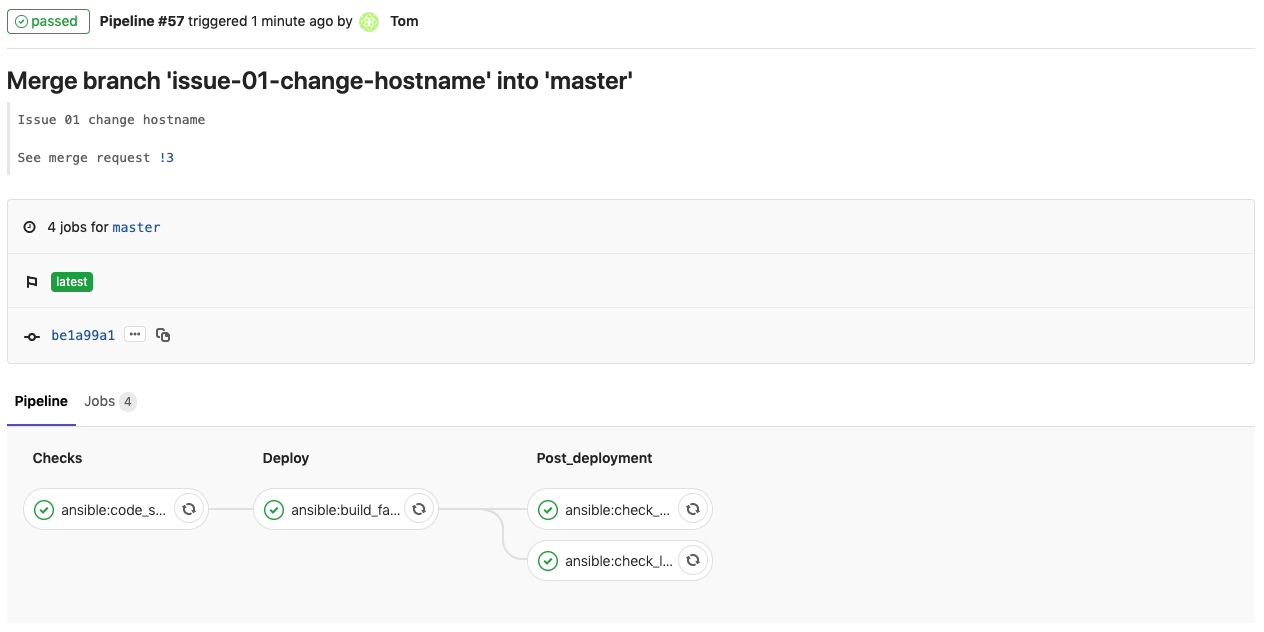 passed Pipeline #57 triggered 1 minute ago by Tom
Merge branch 'issue-01-change-hostname' into 'master'
Issue 01 change hostname
See merge request !3
4 jobs for master
latest
be1a99a1 ...
Pipeline Jobs 4
Checks Deploy Post_deployment
ansible:code_s... ansible:build_fa... ansible:check_...
ansible:check_l...